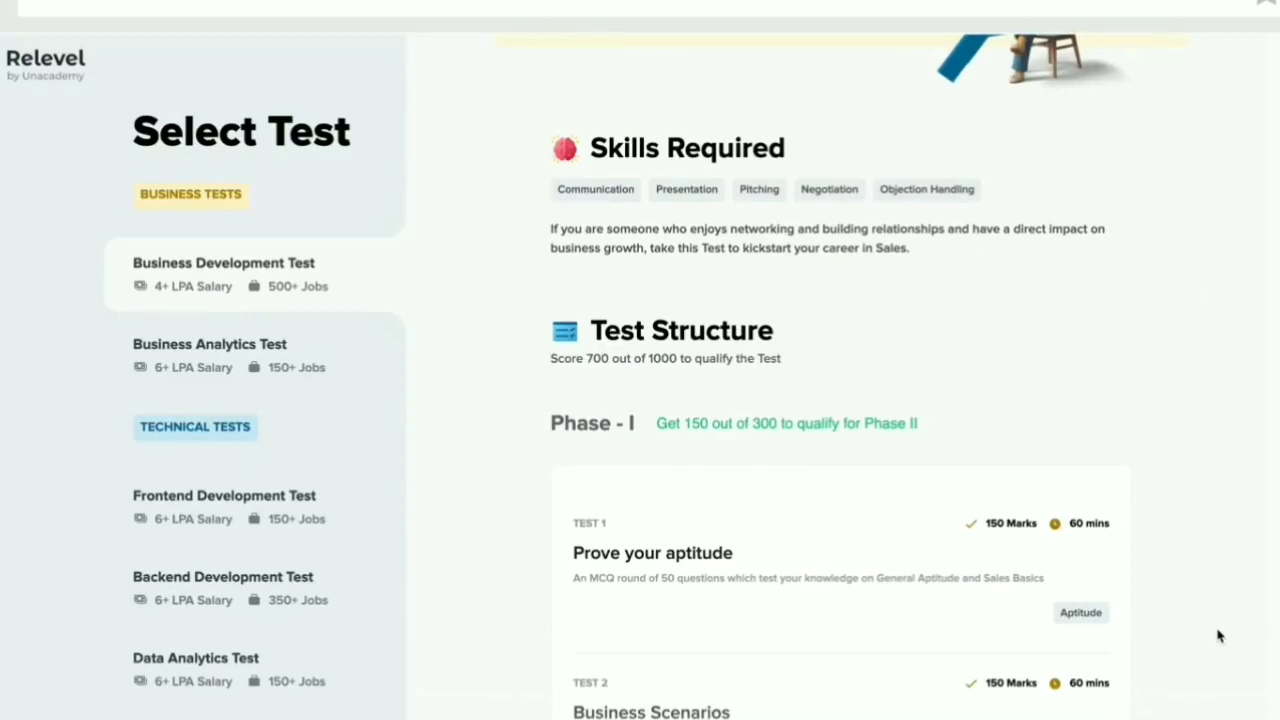 Relevel
by Unacademy
Select Test
BUSINESS TESTS
Business Development Test
4+ LPA Salary 500+ Jobs
Business Analytics Test
6+ LPA Salary 150+ Jobs
TECHNICAL TESTS
Frontend Development Test
6+ LPA Salary 150+ Jobs
Backend Development Test
6+ LPA Salary 350+ Jobs
Data Analytics Test
6+ LPA Salary 150+ Jobs
Skills Required
Communication Presentation Pitching Negotiation Objection Handling
If you are someone who enjoys networking and building relationships and have a direct impact on
business growth, take this Test to kickstart your career in Sales.
Test Structure
Score 700 out of 1000 to qualify the Test
Phase - I Get 150 out of 300 to qualify for Phase II
TEST 1 150 Marks 60 mins
Prove your aptitude
An MCQ round of 50 questions which test your knowledge on General Aptitude and Sales Basics
Aptitude
TEST 2 150 Marks 60 mins
Business Scenarios